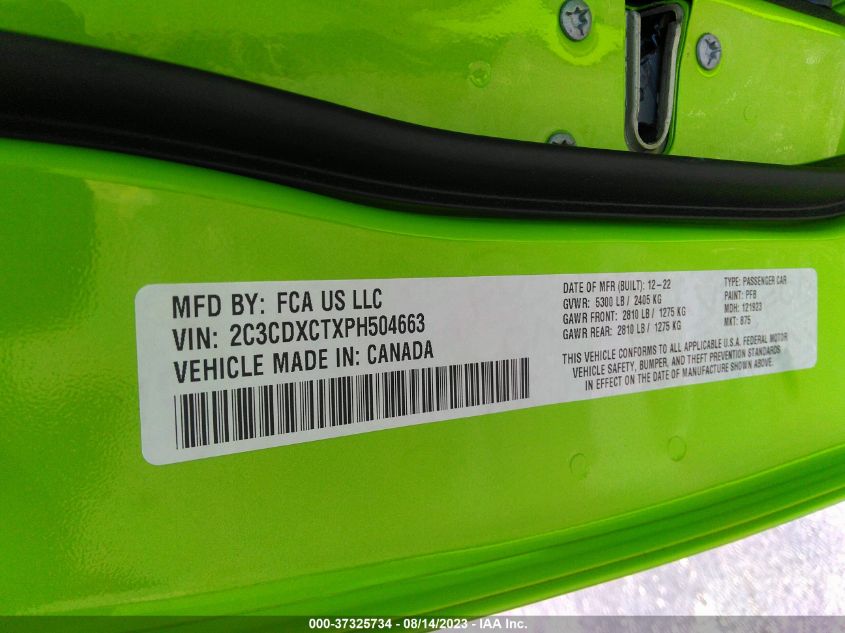 MFD BY: FCA US LLC
VIN: 2C3CDXCTXPH504663
VEHICLE MADE IN: CANADA
DATE OF MFR (BUILT): 12-22
GVWR: 5300 LB / 2405 KG
GAWR FRONT: 2810 LB / 1275 KG
GAWR REAR: 2810 LB / 1275 KG
TYPE: PASSENGER CAR
PAINT: PFB
MDH: 121923
MKT: B75
THIS VEHICLE CONFORMS TO ALL APPLICABLE U.S.A. FEDERAL MOTOR
VEHICLE SAFETY, BUMPER, AND THEFT PREVENTION STANDARDS
IN EFFECT ON THE DATE OF MANUFACTURE SHOWN ABOVE.
000-37325734 - 08/14/2023 - IAA Inc.